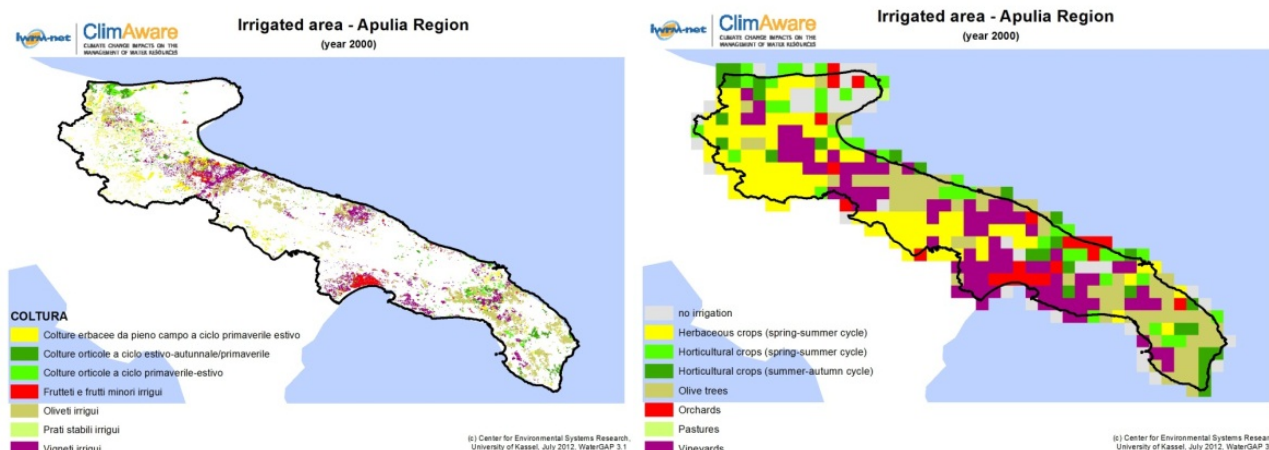 iwrm-net
ClimAware
CLIMATE CHANGE IMPACTS ON THE
MANAGEMENT OF WATER RESOURCES
Irrigated area - Apulia Region
(year 2000)
COLTURA
Colture erbacee da pieno campo a ciclo primaverile estivo
Colture orticole a ciclo estivo-autunnale/primaverile
Colture orticole a ciclo primaverile-estivo
Frutteti e frutti minori irrigui
Oliveti irrigui
Prati stabili irrigui
Vigneti irrigui
(c) Center for Environmental Systems Research,
University of Kassel, July 2012, WaterGAP 3.1
iwrm-net
ClimAware
CLIMATE CHANGE IMPACTS ON THE
MANAGEMENT OF WATER RESOURCES
Irrigated area - Apulia Region
(year 2000)
no irrigation
Herbaceous crops (spring-summer cycle)
Horticultural crops (spring-summer cycle)
Horticultural crops (summer-autumn cycle)
Olive trees
Orchards
Pastures
Vineyards
(c) Center for Environmental Systems Research,
University of Kassel, July 2012, WaterGAP 3